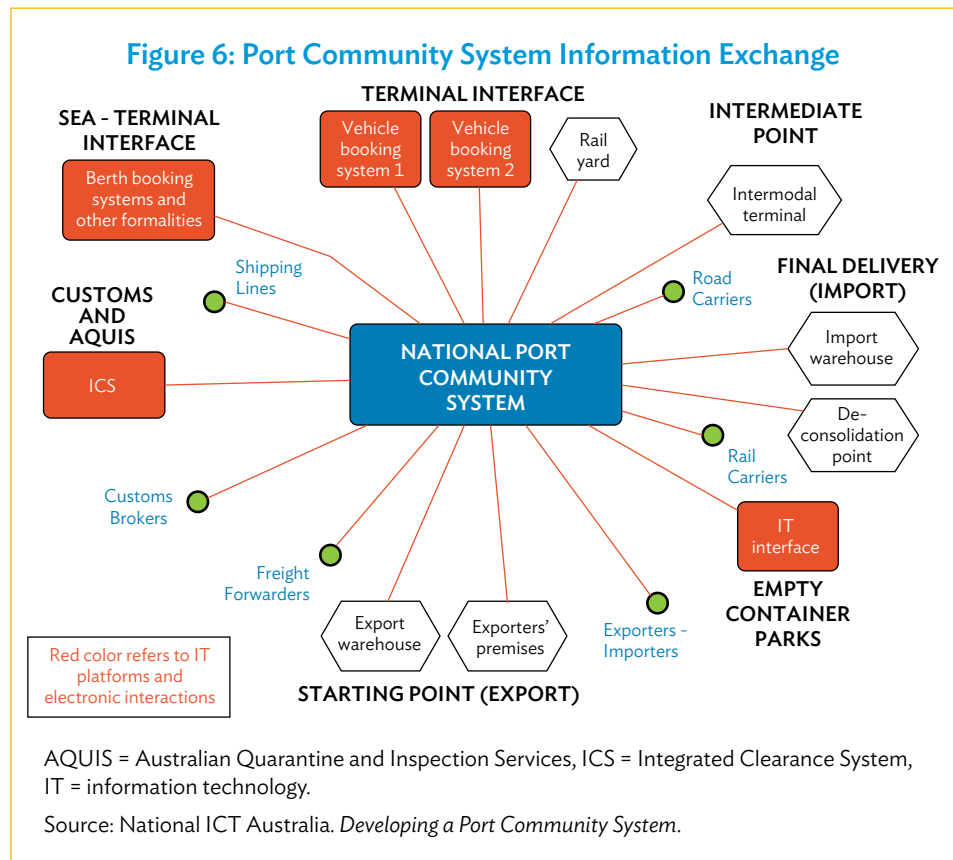 Figure 6: Port Community System Information Exchange
SEA - TERMINAL
INTERFACE
Berth booking
systems and
other formalities
TERMINAL INTERFACE
Vehicle
booking
system 1
Vehicle
booking
system 2
Rail
yard
INTERMEDIATE
POINT
Intermodal
terminal
Shipping
Lines
Road
Carriers
CUSTOMS
AND
AQUIS
ICS
NATIONAL PORT
COMMUNITY
SYSTEM
FINAL DELIVERY
(IMPORT)
Import
warehouse
De-
consolidation
point
Rail
Carriers
Customs
Brokers
Freight
Forwarders
IT
interface
EMPTY
CONTAINER
PARKS
Export
warehouse
Exporters’
premises
STARTING POINT (EXPORT)
Exporters -
Importers
Red color refers to IT
platforms and
electronic interactions
AQUIS = Australian Quarantine and Inspection Services, ICS = Integrated Clearance System,
IT = information technology.
Source: National ICT Australia. Developing a Port Community System.